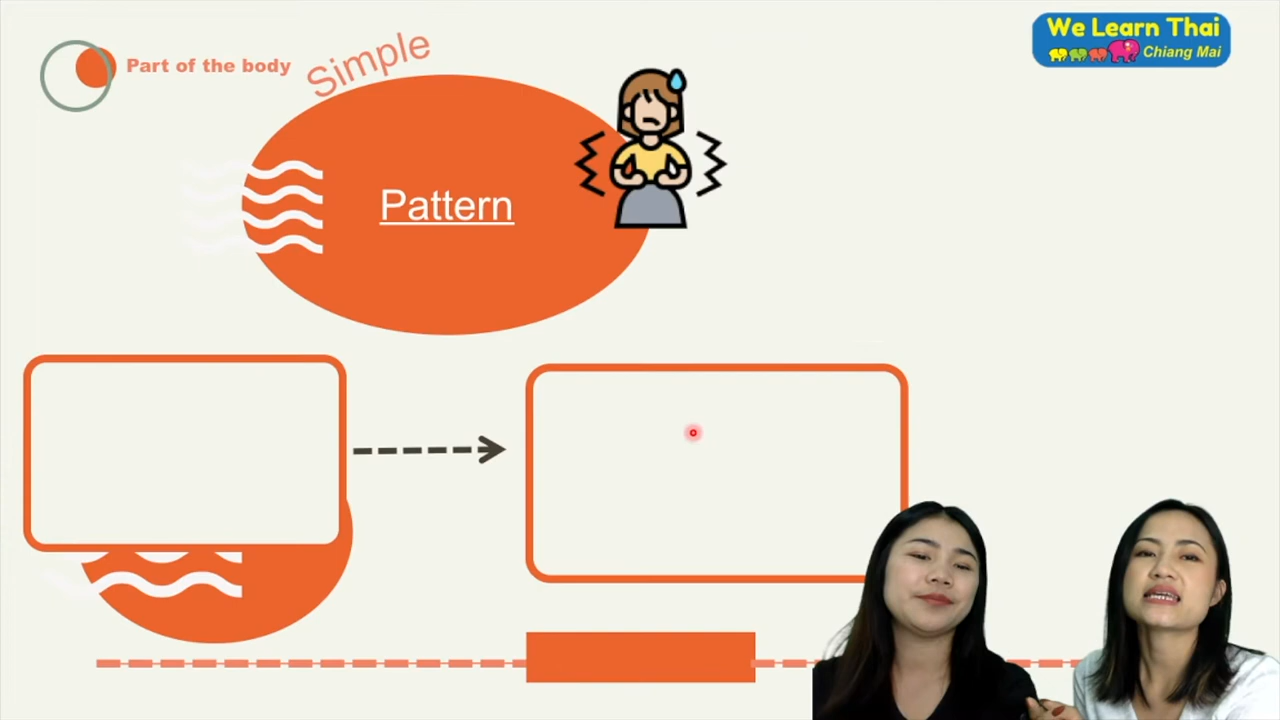 Part of the body
Simple
Pattern
We Learn Thai
Chiang Mai